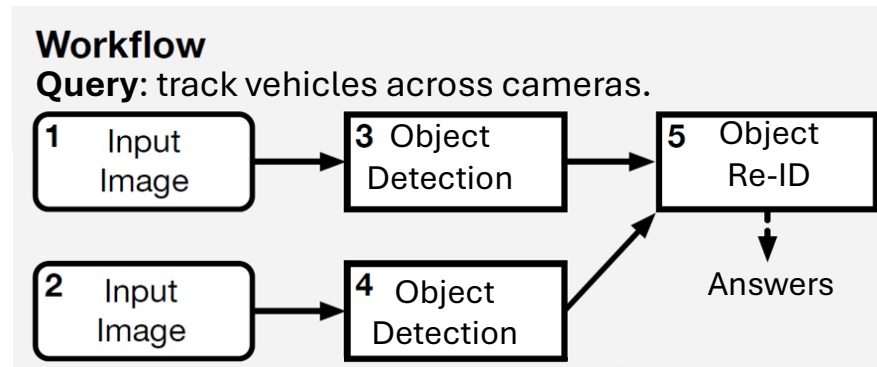 Workflow
Query: track vehicles across cameras.
1 Input
Image
3 Object
Detection
5 Object
Re-ID
2 Input
Image
4 Object
Detection
Answers